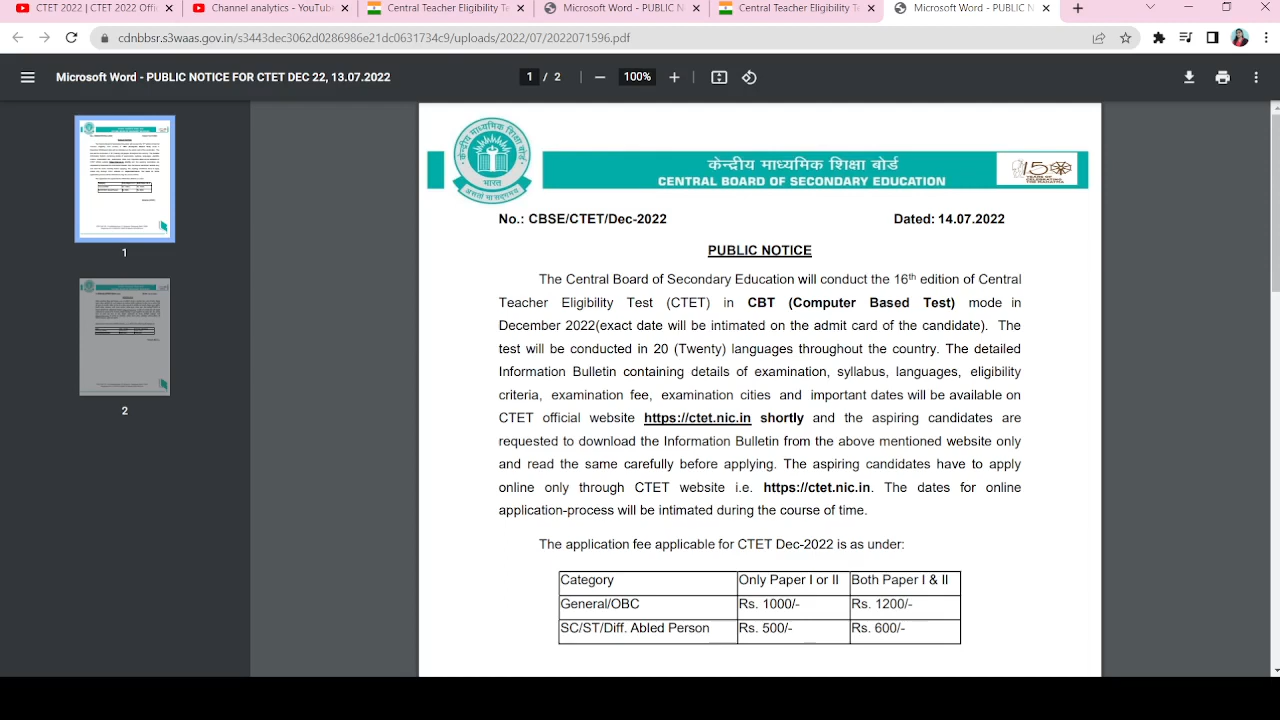 CTET 2022 | CTET 2022 Offi
Channel analytics - YouTube
Central Teacher Eligibility Te
Microsoft Word - PUBLIC N
Central Teacher Eligibility Te
Microsoft Word - PUBLIC N
cdnbbsr.s3waas.gov.in/s3443dec3062d0286986e21dc0631734c9/uploads/2022/07/2022071596.pdf
Microsoft Word - PUBLIC NOTICE FOR CTET DEC 22, 13.07.2022
1 / 2
100%
1
2
केन्द्रीय माध्यमिक शिक्षा बोर्ड
भारत
असतो मा सद्गमय
केन्द्रीय माध्यमिक शिक्षा बोर्ड
CENTRAL BOARD OF SECONDARY EDUCATION
150
YEARS OF
CELEBRATING
THE MAHATMA
No.: CBSE/CTET/Dec-2022 Dated: 14.07.2022
PUBLIC NOTICE
The Central Board of Secondary Education will conduct the 16th edition of Central
Teacher Eligibility Test (CTET) in CBT (Computer Based Test) mode in
December 2022(exact date will be intimated on the admit card of the candidate). The
test will be conducted in 20 (Twenty) languages throughout the country. The detailed
Information Bulletin containing details of examination, syllabus, languages, eligibility
criteria, examination fee, examination cities and important dates will be available on
CTET official website https://ctet.nic.in shortly and the aspiring candidates are
requested to download the Information Bulletin from the above mentioned website only
and read the same carefully before applying. The aspiring candidates have to apply
online only through CTET website i.e. https://ctet.nic.in. The dates for online
application-process will be intimated during the course of time.
The application fee applicable for CTET Dec-2022 is as under:
Category Only Paper I or II Both Paper I & II
General/OBC Rs. 1000/- Rs. 1200/-
SC/ST/Diff. Abled Person Rs. 500/- Rs. 600/-